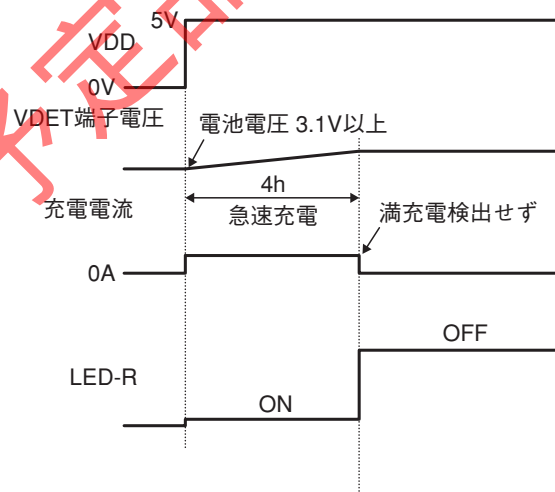 5V
VDD
0V
VDET端子電圧
電池電圧 3.1V以上
4h
充電電流
急速充電
満充電検出せず
0A
OFF
LED-R
ON
予定